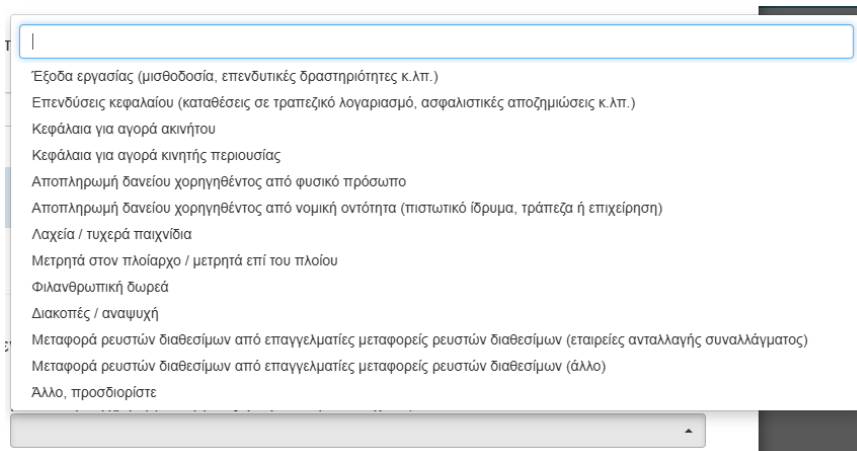 Έξοδα εργασίας (μισθοδοσία, επενδυτικές δραστηριότητες κ.λπ.)
Επενδύσεις κεφαλαίου (καταθέσεις σε τραπεζικό λογαριασμό, ασφαλιστικές αποζημιώσεις κ.λπ.)
Κεφάλαια για αγορά ακινήτου
Κεφάλαια για αγορά κινητής περιουσίας
Αποπληρωμή δανείου χορηγηθέντος από φυσικό πρόσωπο
Αποπληρωμή δανείου χορηγηθέντος από νομική οντότητα (πιστωτικό ίδρυμα, τράπεζα ή επιχείρηση)
Λαχεία / τυχερά παιχνίδια
Μετρητά στον πλοίαρχο / μετρητά επί του πλοίου
Φιλανθρωπική δωρεά
Διακοπές / αναψυχή
Μεταφορά ρευστών διαθεσίμων από επαγγελματίες μεταφορείς ρευστών διαθεσίμων (εταιρείες ανταλλαγής συναλλάγματος)
Μεταφορά ρευστών διαθεσίμων από επαγγελματίες μεταφορείς ρευστών διαθεσίμων (άλλο)
Άλλο, προσδιορίστε